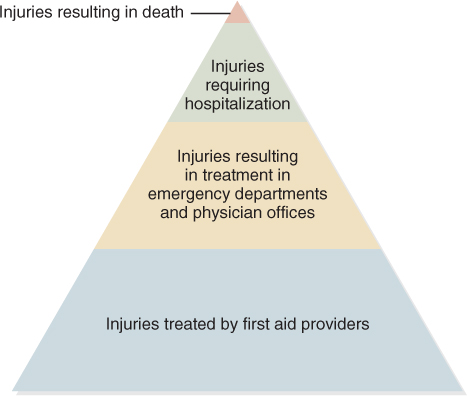 Injuries resulting in death
Injuries
requiring
hospitalization
Injuries resulting
in treatment in
emergency departments
and physician offices
Injuries treated by first aid providers